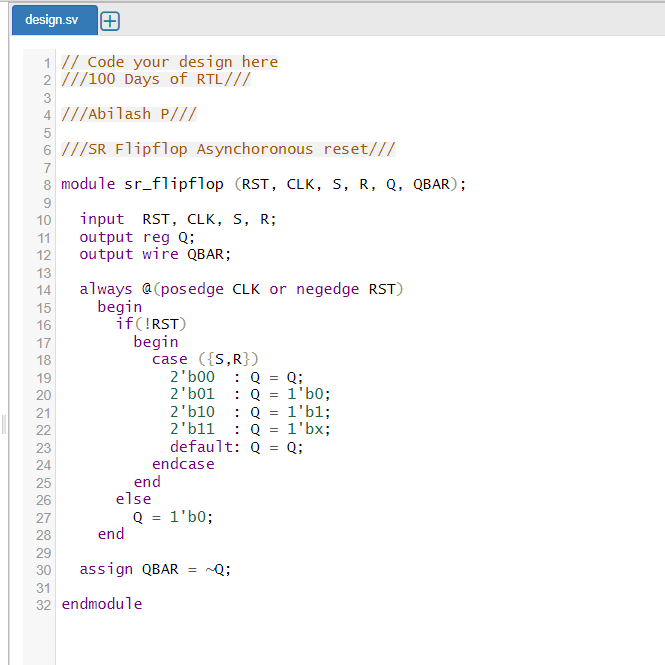 design.sv
1 // Code your design here
2 ///100 Days of RTL///
3
4 ///Abilash P///
5
6 ///SR Flipflop Asynchoronous reset///
7
8 module sr_flipflop (RST, CLK, S, R, Q, QBAR);
9
10   input  RST, CLK, S, R;
11   output reg Q;
12   output wire QBAR;
13
14   always @(posedge CLK or negedge RST)
15     begin
16       if(!RST)
17         begin
18           case ({S,R})
19             2'b00  : Q = Q;
20             2'b01  : Q = 1'b0;
21             2'b10  : Q = 1'b1;
22             2'b11  : Q = 1'bx;
23             default: Q = Q;
24           endcase
25         end
26       else
27         Q = 1'b0;
28     end
29
30   assign QBAR = ~Q;
31
32 endmodule